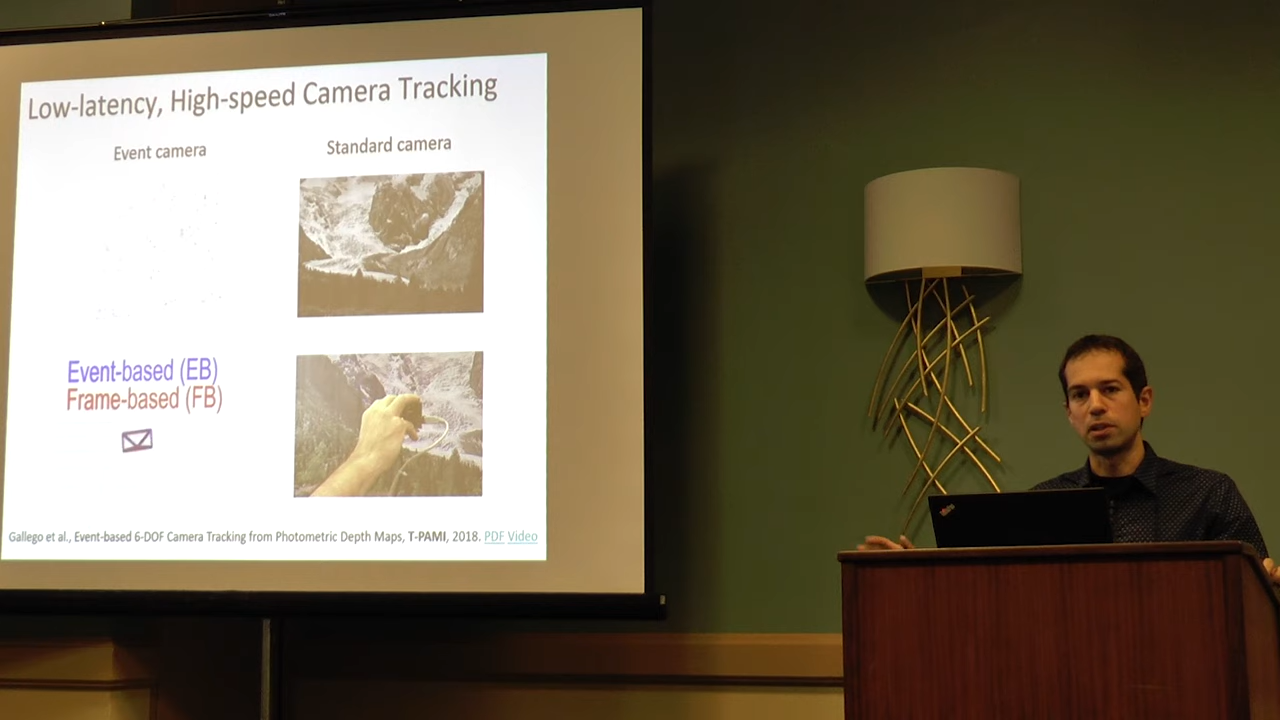 Low-latency, High-speed Camera Tracking
Event camera
Standard camera
Event-based (EB)
Frame-based (FB)
Gallego et al., Event-based 6-DOF Camera Tracking from Photometric Depth Maps, T-PAMI, 2018. PDF Video